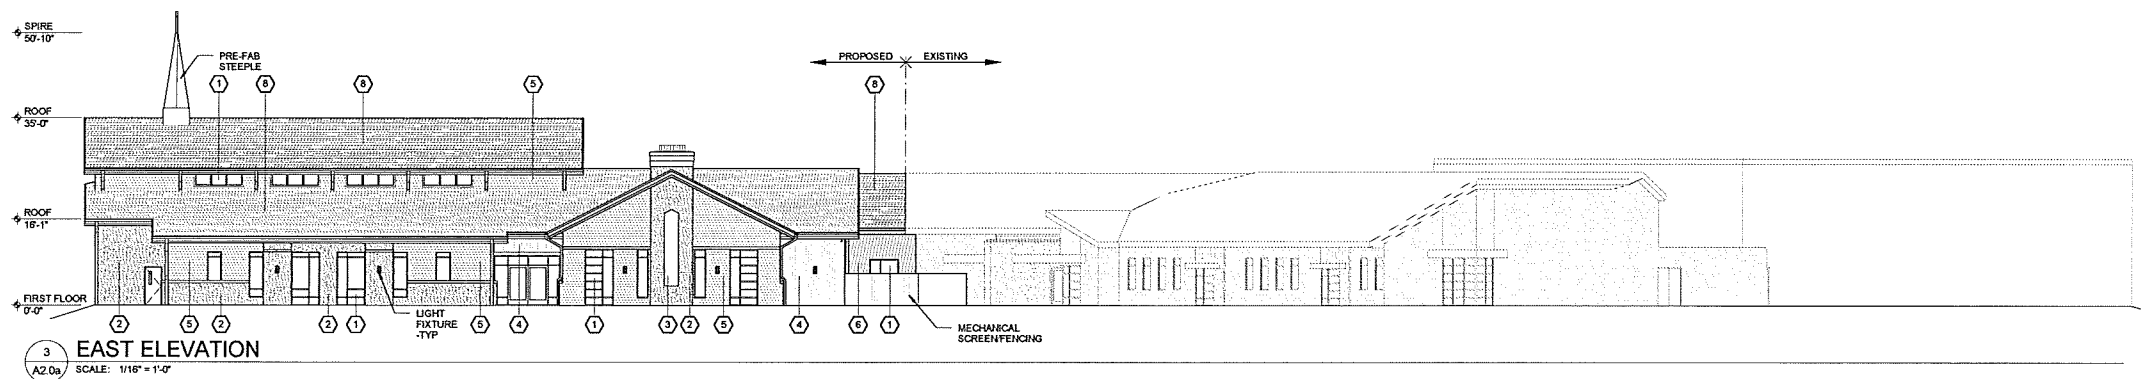 SPIRE
50'-10"
PRE-FAB
STEEPLE
PROPOSED
EXISTING
1
8
8
5
8
ROOF
35'-0"
ROOF
16'-1"
FIRST FLOOR
0'-0"
2
5
2
2
1
LIGHT
FIXTURE
-TYP
5
4
1
3
2
5
4
6
1
MECHANICAL
SCREEN/FENCING
3
A2.0a
EAST ELEVATION
SCALE: 1/16" = 1'-0"